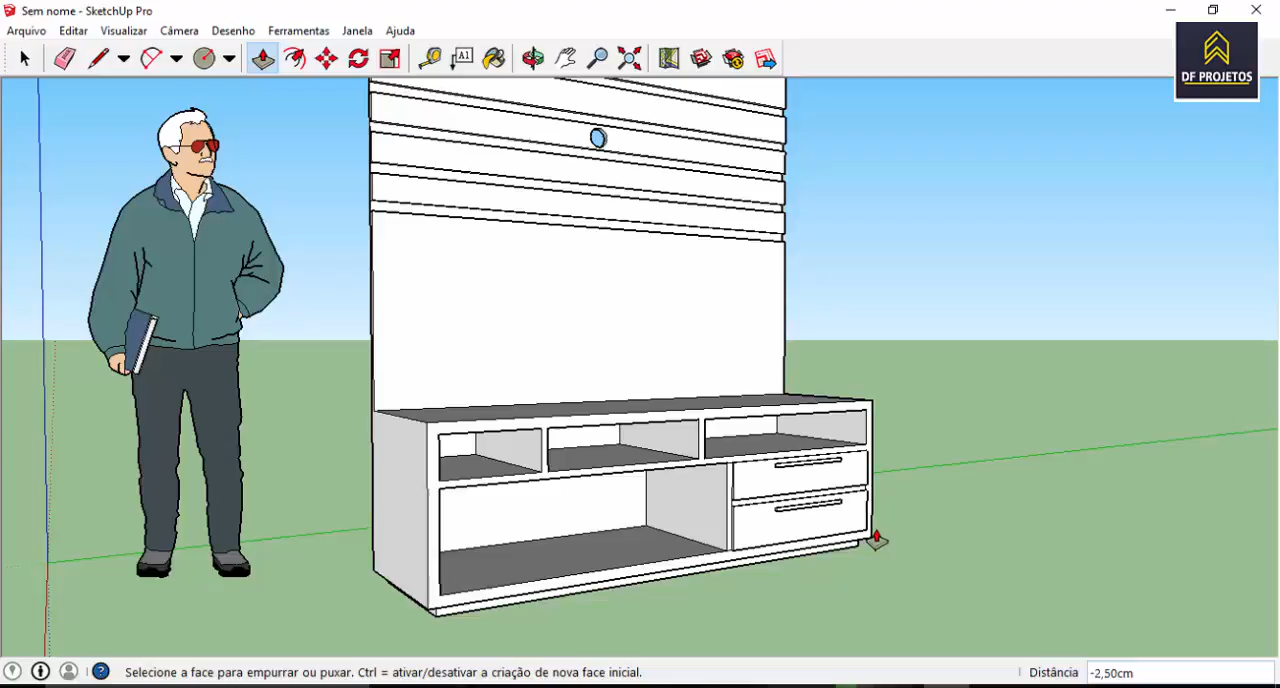 Sem nome - SketchUp Pro
Arquivo Editar Visualizar Câmera Desenho Ferramentas Janela Ajuda
A1
DF PROJETOS
Selecione a face para empurrar ou puxar. Ctrl = ativar/desativar a criação de nova face inicial.
Distância -2,50cm